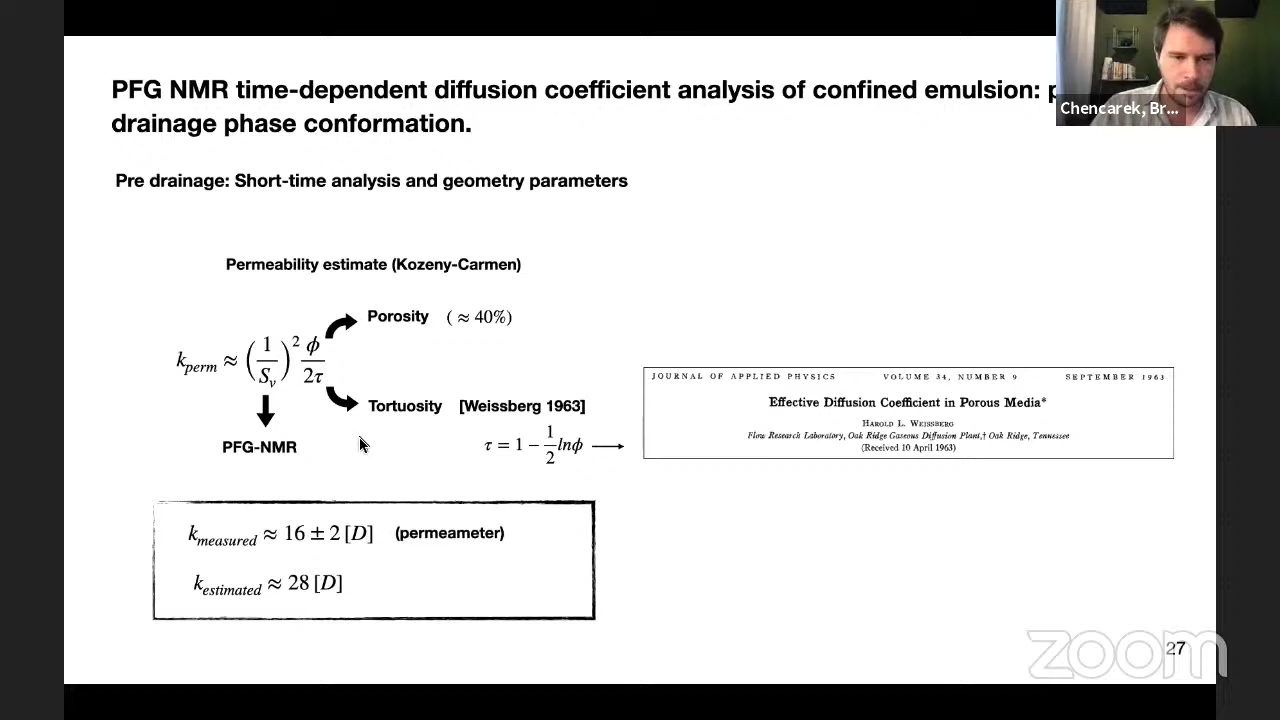 PFG NMR time-dependent diffusion coefficient analysis of confined emulsion:
drainage phase conformation.
Chencarek, Br...
Pre drainage: Short-time analysis and geometry parameters
Permeability estimate (Kozeny-Carmen)
Porosity ( ≈ 40%)
k_perm ≈ (1/S_v)^2 ϕ/2τ
Tortuosity [Weissberg 1963]
PFG-NMR
τ = 1 − 1/2 lnϕ
JOURNAL OF APPLIED PHYSICS VOLUME 34, NUMBER 9 SEPTEMBER 1963
Effective Diffusion Coefficient in Porous Media*
HAROLD L. WEISSBERG
Flow Research Laboratory, Oak Ridge Gaseous Diffusion Plant,† Oak Ridge, Tennessee
(Received 10 April 1963)
k_measured ≈ 16 ± 2 [D] (permeameter)
k_estimated ≈ 28 [D]
27
zoom